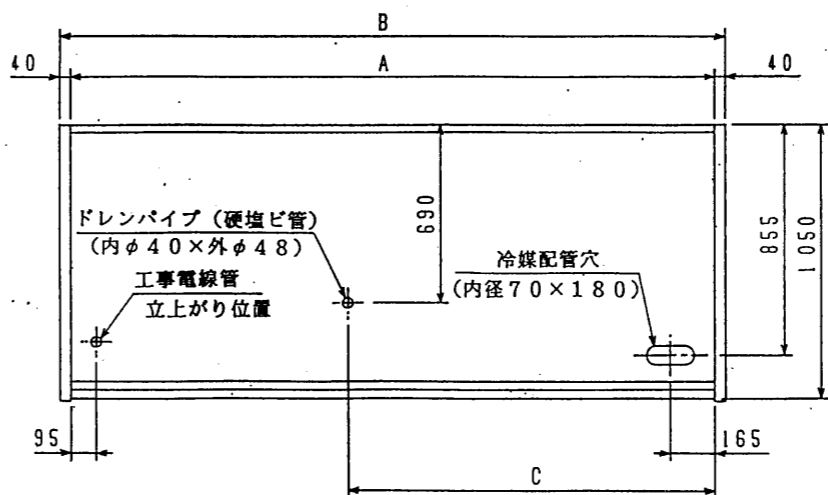 B
40
A
40
690
855
1050
ドレンパイプ（硬塩ビ管）
（内φ40×外φ48）
冷媒配管穴
（内径70×180）
工事電線管
立上がり位置
95
165
C